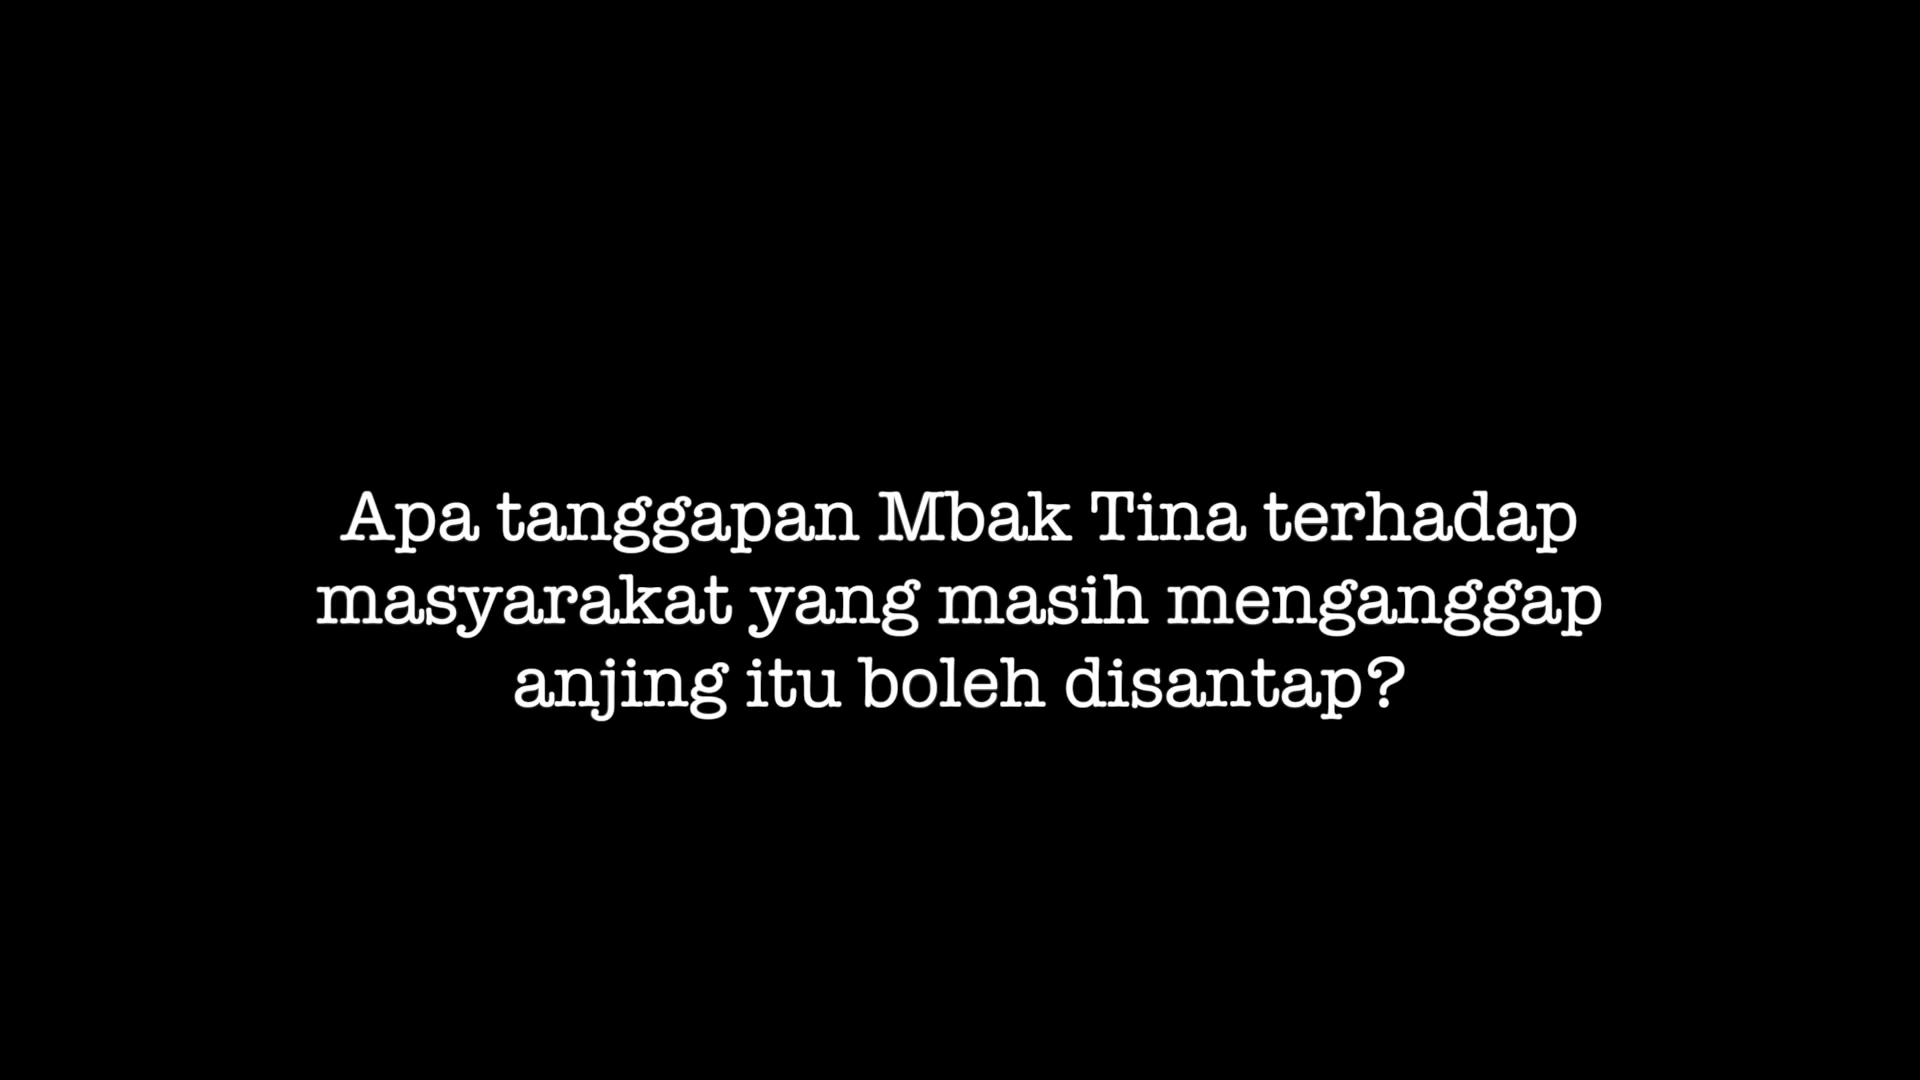 Apa tanggapan Mbak Tina terhadap
masyarakat yang masih menganggap
anjing itu boleh disantap?